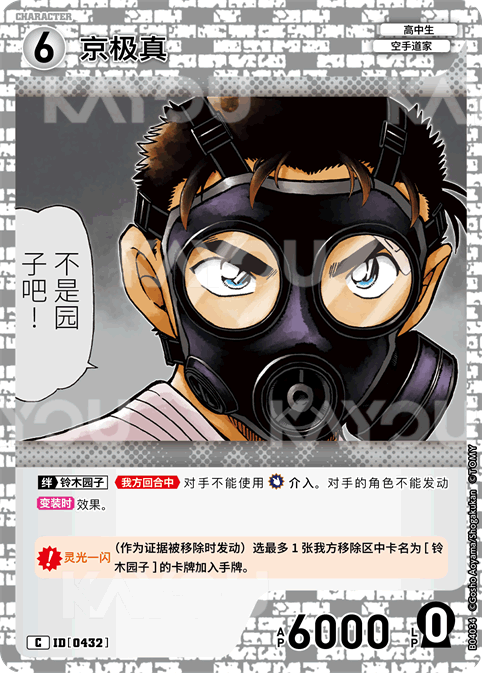 CHARACTER
6
京极真
高中生
空手道家
KAYOU
KAYOU
不是园
子吧！
KAYOU
KAYOU
KAYOU
绊 铃木园子 我方回合中 对手不能使用 介入。对手的角色不能发动
变装时 效果。
灵光一闪 （作为证据被移除时发动）选最多 1 张我方移除区中卡名为 [ 铃
木园子 ]的卡牌加入手牌。
C ID[0432]
AP 6000 LP 0
B04034 ©Gosho Aoyama/Shogakukan ©TOMY